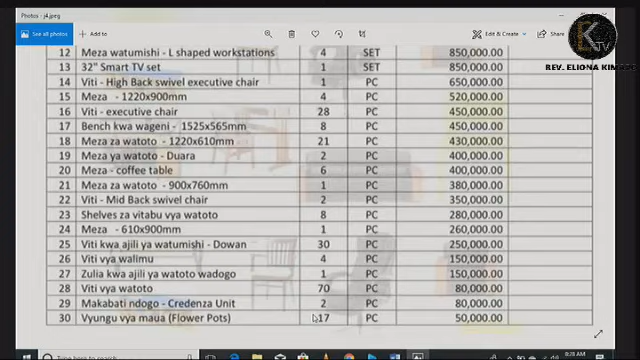 Photos - j4.jpeg
See all photos + Add to Edit & Create Share
TV
REV. ELIONA KIM
12 Meza watumishi - L shaped workstations 4 SET 850,000.00
13 32" Smart TV set 1 SET 850,000.00
14 Viti - High Back swivel executive chair 1 PC 650,000.00
15 Meza - 1220x900mm 4 PC 520,000.00
16 Viti - executive chair 28 PC 450,000.00
17 Bench kwa wageni - 1525x565mm 8 PC 450,000.00
18 Meza za watoto - 1220x610mm 21 PC 430,000.00
19 Meza ya watoto - Duara 2 PC 400,000.00
20 Meza - coffee table 6 PC 400,000.00
21 Meza za watoto - 900x760mm 1 PC 380,000.00
22 Viti - Mid Back swivel chair 2 PC 350,000.00
23 Shelves za vitabu vya watoto 8 PC 280,000.00
24 Meza - 610x900mm 1 PC 260,000.00
25 Viti kwa ajili ya watumishi - Dowan 30 PC 250,000.00
26 Viti vya walimu 4 PC 150,000.00
27 Zulia kwa ajili ya watoto wadogo 1 PC 150,000.00
28 Viti vya watoto 70 PC 80,000.00
29 Makabati ndogo - Credenza Unit 2 PC 80,000.00
30 Vyungu vya maua (Flower Pots) 17 PC 50,000.00
Type here to search
8:28 AM